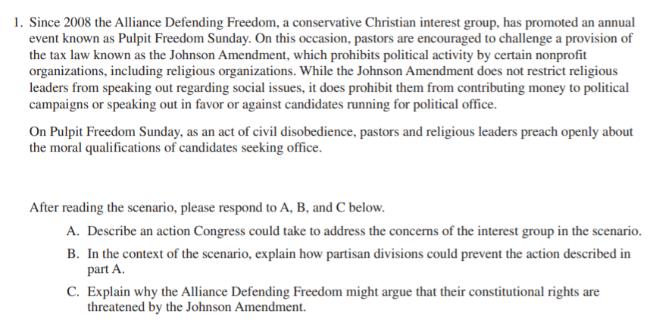 1. Since 2008 the Alliance Defending Freedom, a conservative Christian interest group, has promoted an annual
event known as Pulpit Freedom Sunday. On this occasion, pastors are encouraged to challenge a provision of
the tax law known as the Johnson Amendment, which prohibits political activity by certain nonprofit
organizations, including religious organizations. While the Johnson Amendment does not restrict religious
leaders from speaking out regarding social issues, it does prohibit them from contributing money to political
campaigns or speaking out in favor or against candidates running for political office.
On Pulpit Freedom Sunday, as an act of civil disobedience, pastors and religious leaders preach openly about
the moral qualifications of candidates seeking office.
After reading the scenario, please respond to A, B, and C below.
A. Describe an action Congress could take to address the concerns of the interest group in the scenario.
B. In the context of the scenario, explain how partisan divisions could prevent the action described in
part A.
C. Explain why the Alliance Defending Freedom might argue that their constitutional rights are
threatened by the Johnson Amendment.